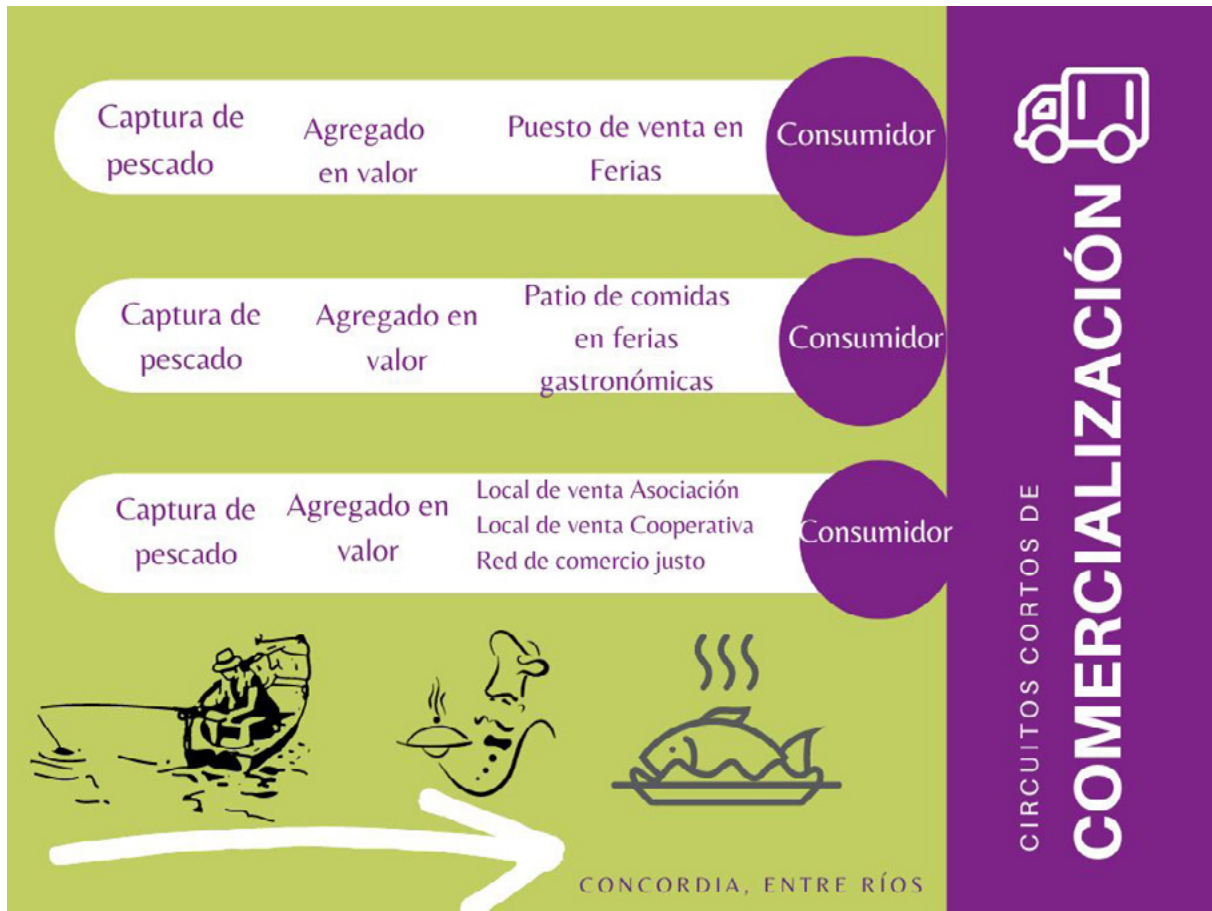 Captura de
pescado
Agregado
en valor
Puesto de venta en
Ferias
Consumidor
Captura de
pescado
Agregado en
valor
Patio de comidas
en ferias
gastronómicas
Consumidor
Captura de
pescado
Agregado en
valor
Local de venta Asociación
Local de venta Cooperativa
Red de comercio justo
Consumidor
CONCORDIA, ENTRE RÍOS
CIRCUITOS CORTOS DE
COMERCIALIZACIÓN